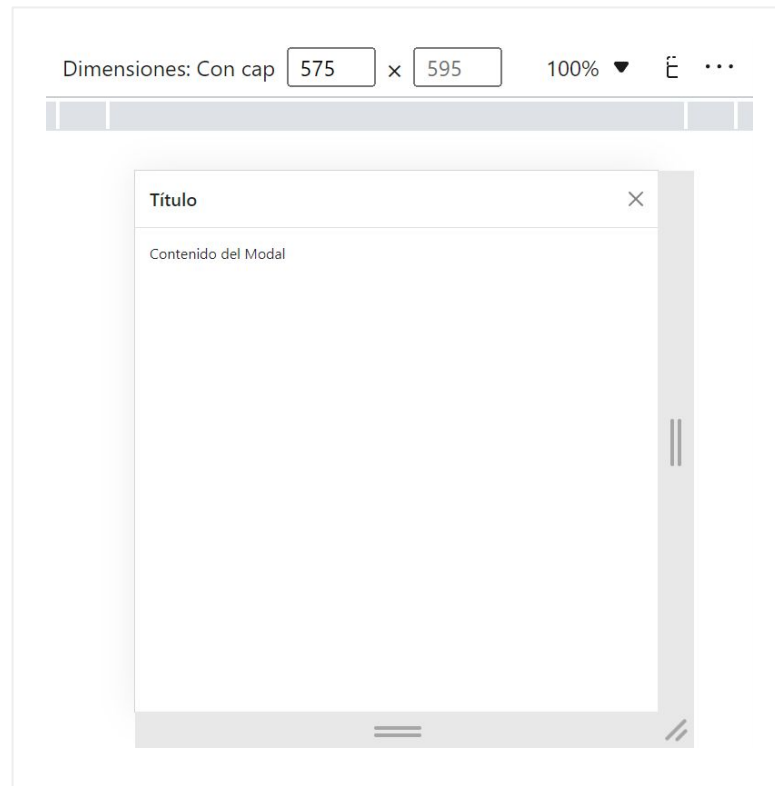 Dimensiones: Con cap 575 × 595 100% ▼ ···
Título ×
Contenido del Modal